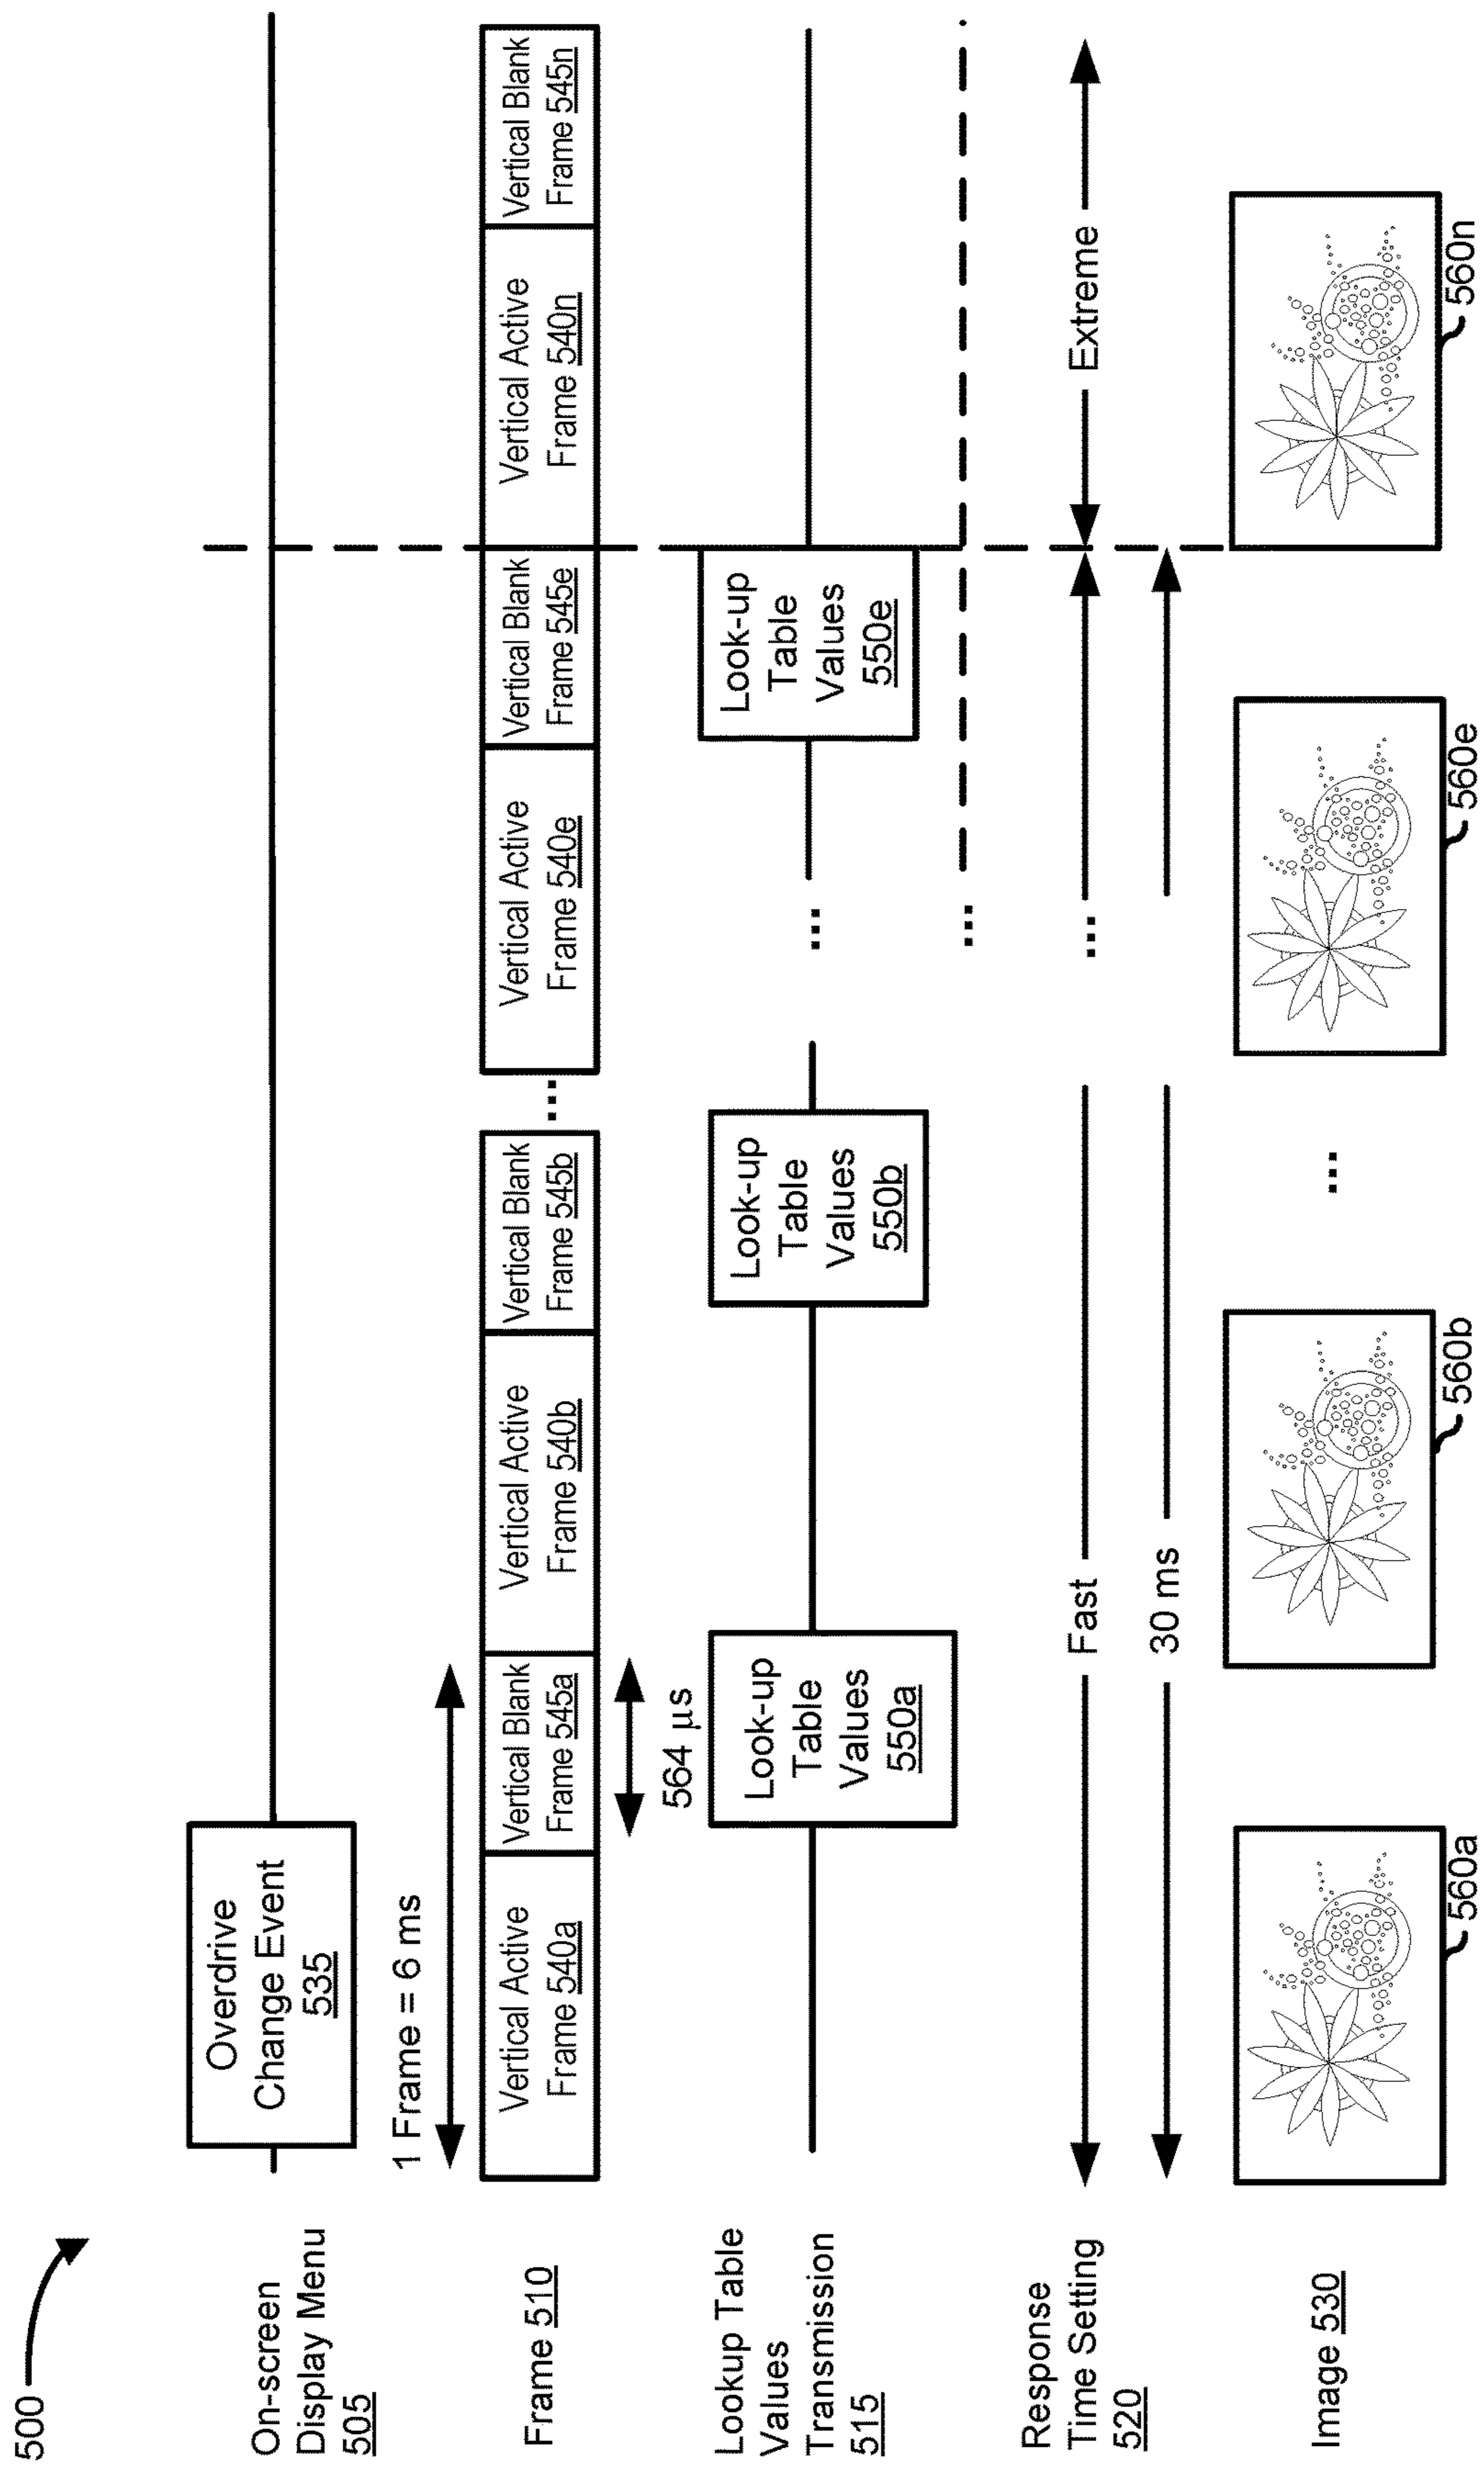 500
On-screen
Display Menu
505
Overdrive
Change Event
535
1 Frame = 6 ms
Frame 510
Vertical Active
Frame 540a
Vertical Blank
Frame 545a
Vertical Active
Frame 540b
Vertical Blank
Frame 545b
...
Vertical Active
Frame 540e
Vertical Blank
Frame 545e
Vertical Active
Frame 540n
Vertical Blank
Frame 545n
564 μs
Lookup Table
Values
Transmission
515
Look-up
Table
Values
550a
Look-up
Table
Values
550b
...
Look-up
Table
Values
550e
...
Response
Time Setting
520
Fast
...
Extreme
30 ms
Image 530
560a
560b
...
560e
560n